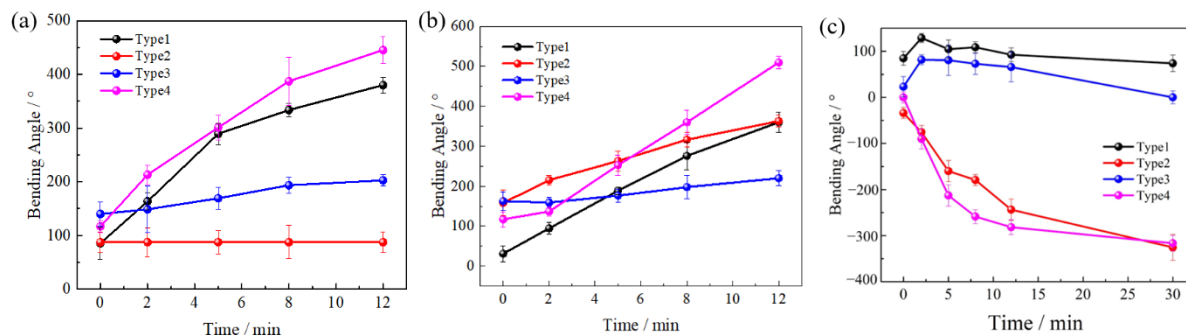 (a)
500
400
300
200
100
0
Bending Angle / °
Type1
Type2
Type3
Type4
0 2 4 6 8 10 12
Time / min
(b)
600
500
400
300
200
100
0
Bending Angle / °
Type1
Type2
Type3
Type4
0 2 4 6 8 10 12
Time / min
(c)
100
0
−100
−200
−300
−400
Bending Angle / °
Type1
Type2
Type3
Type4
0 5 10 15 20 25 30
Time / min